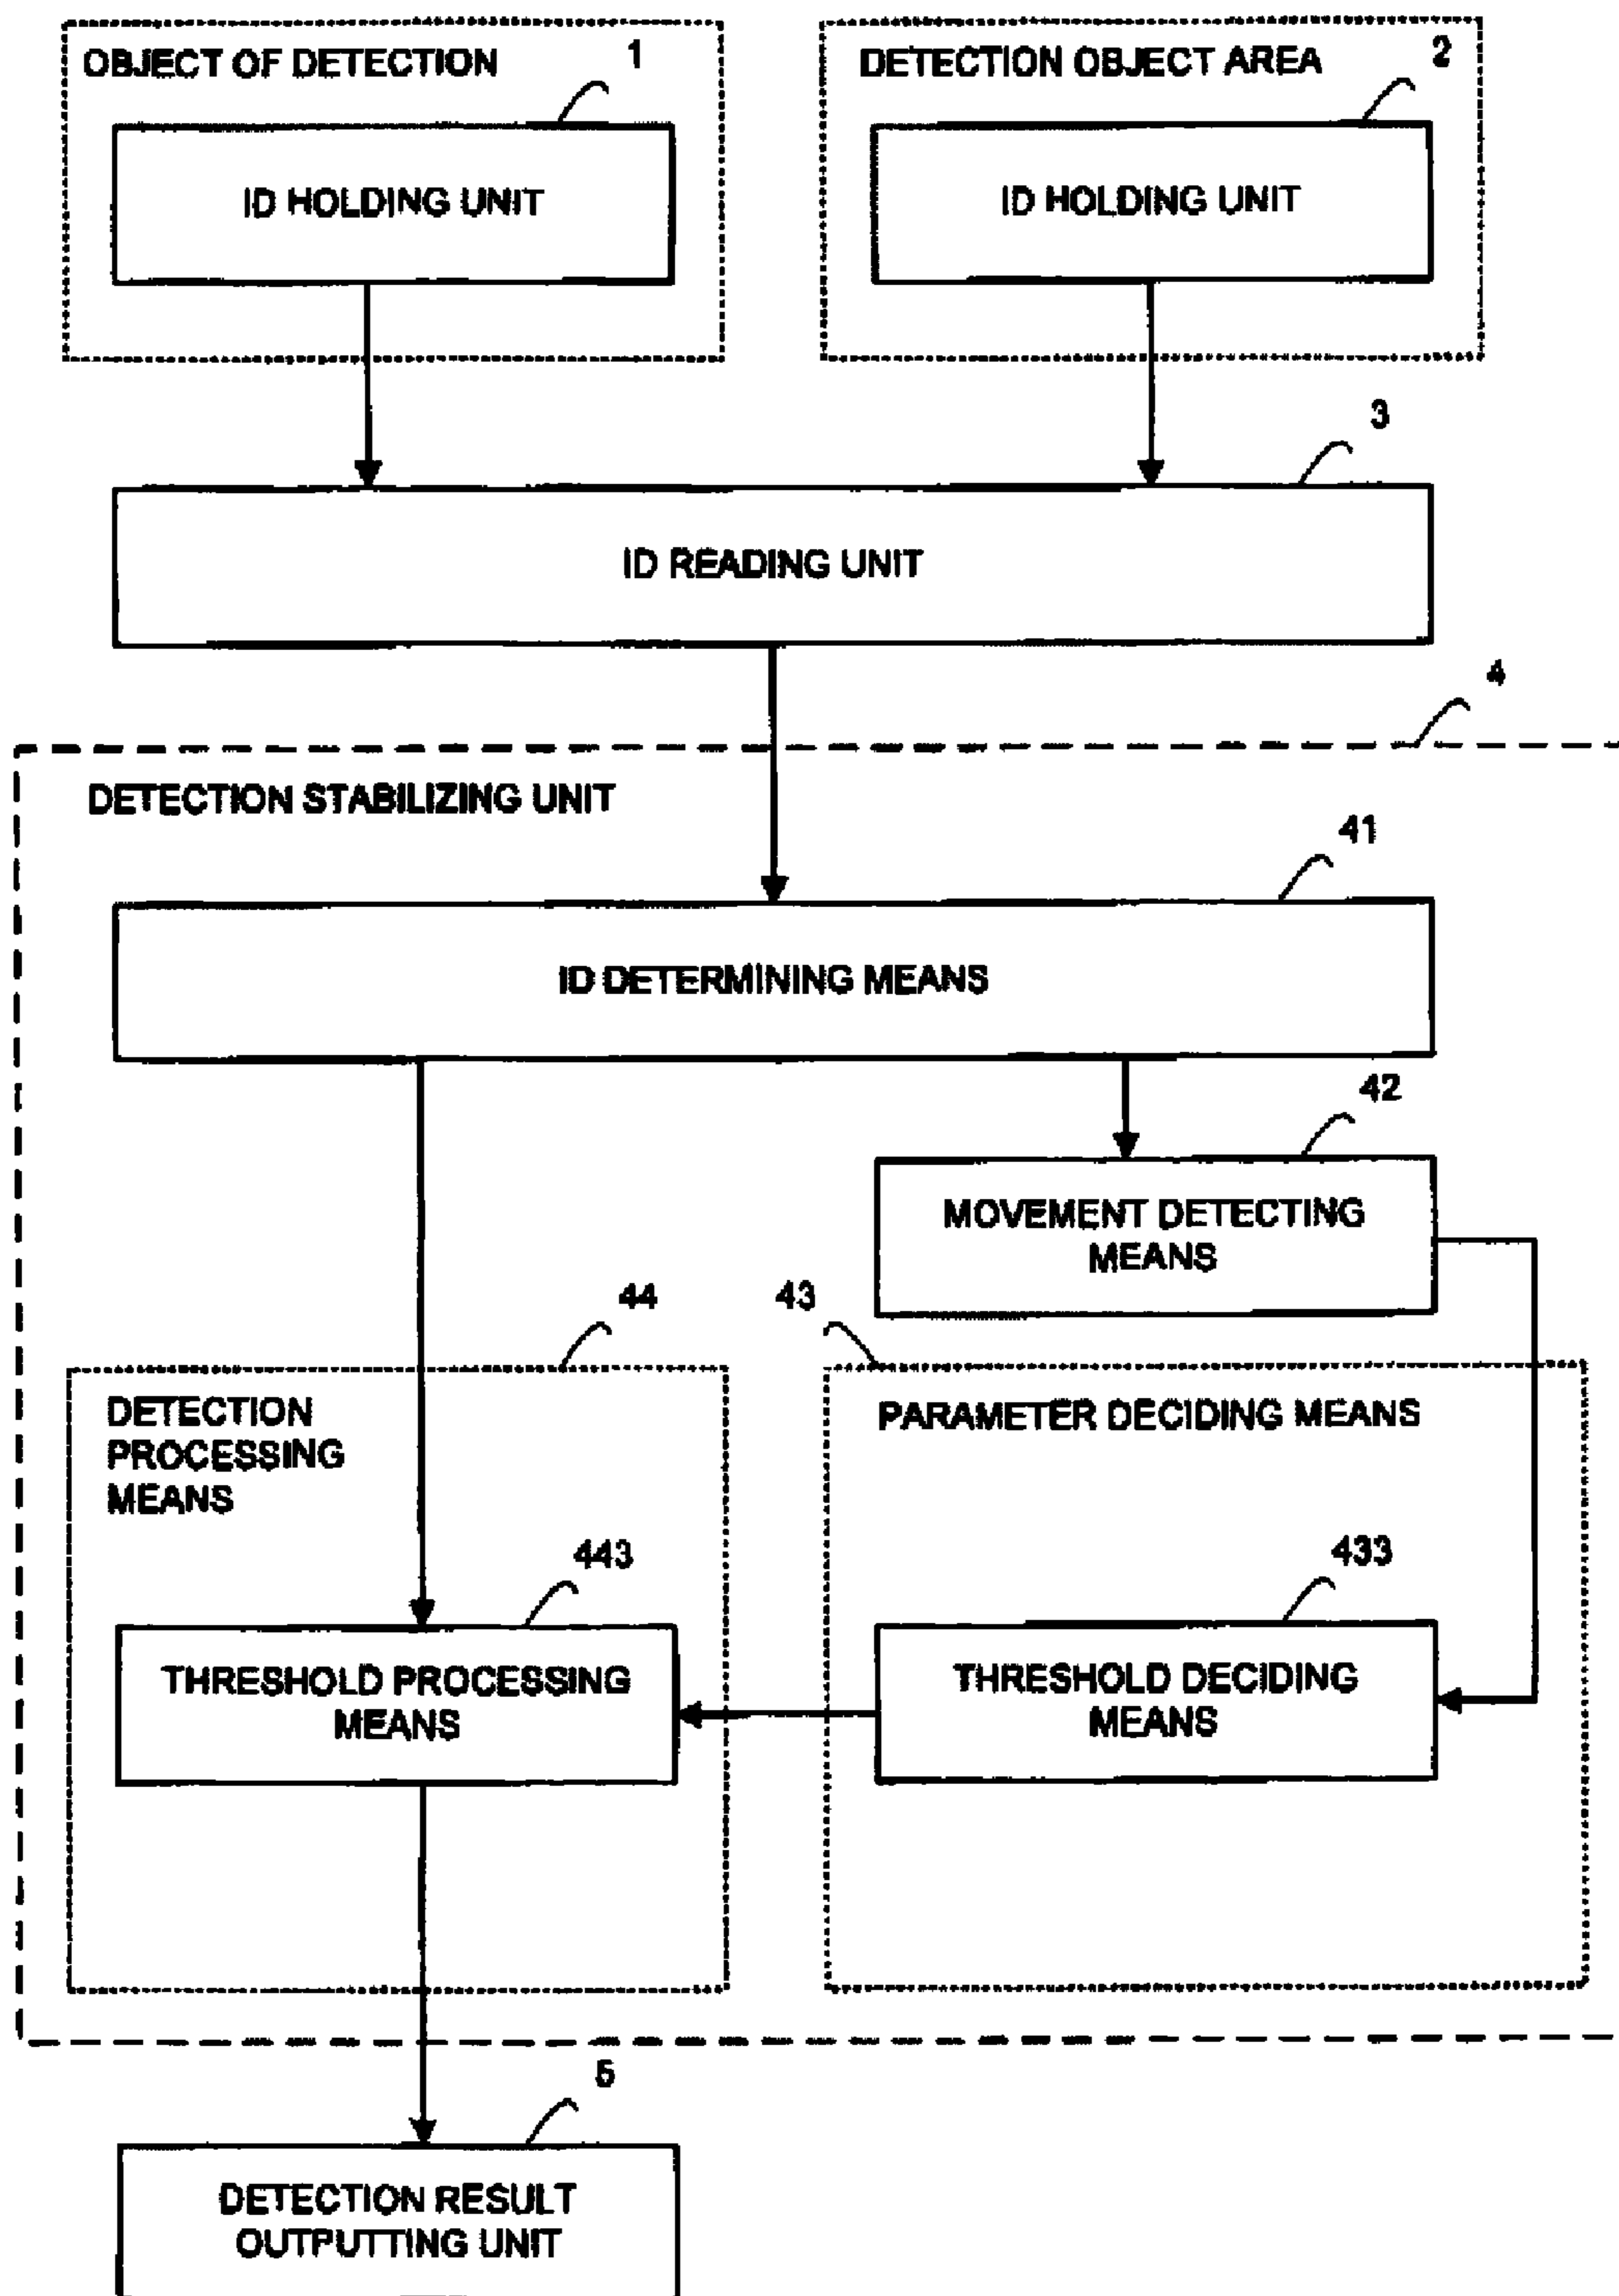 OBJECT OF DETECTION
1
DETECTION OBJECT AREA
2
ID HOLDING UNIT
ID HOLDING UNIT
3
ID READING UNIT
4
DETECTION STABILIZING UNIT
41
ID DETERMINING MEANS
42
MOVEMENT DETECTING
MEANS
44
43
DETECTION
PROCESSING
MEANS
PARAMETER DECIDING MEANS
443
433
THRESHOLD PROCESSING
MEANS
THRESHOLD DECIDING
MEANS
5
DETECTION RESULT
OUTPUTTING UNIT